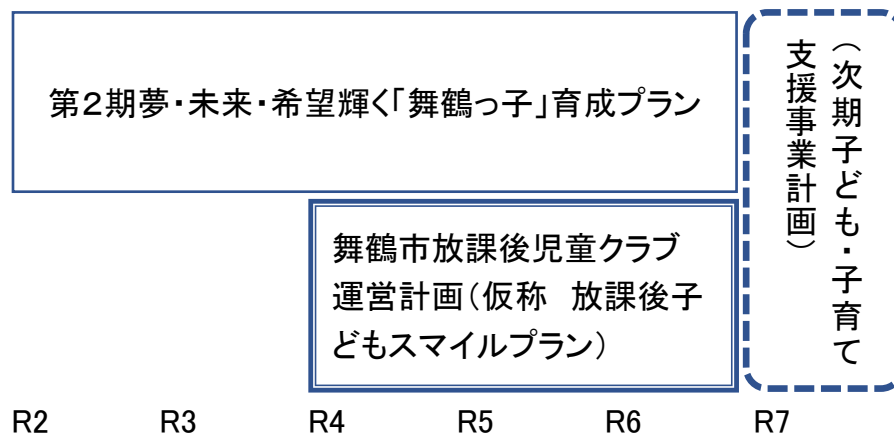 第２期夢・未来・希望輝く「舞鶴っ子」育成プラン
（次期子ども・子育て
支援事業計画）
舞鶴市放課後児童クラブ
運営計画（仮称　放課後子
どもスマイルプラン）
R2 R3 R4 R5 R6 R7